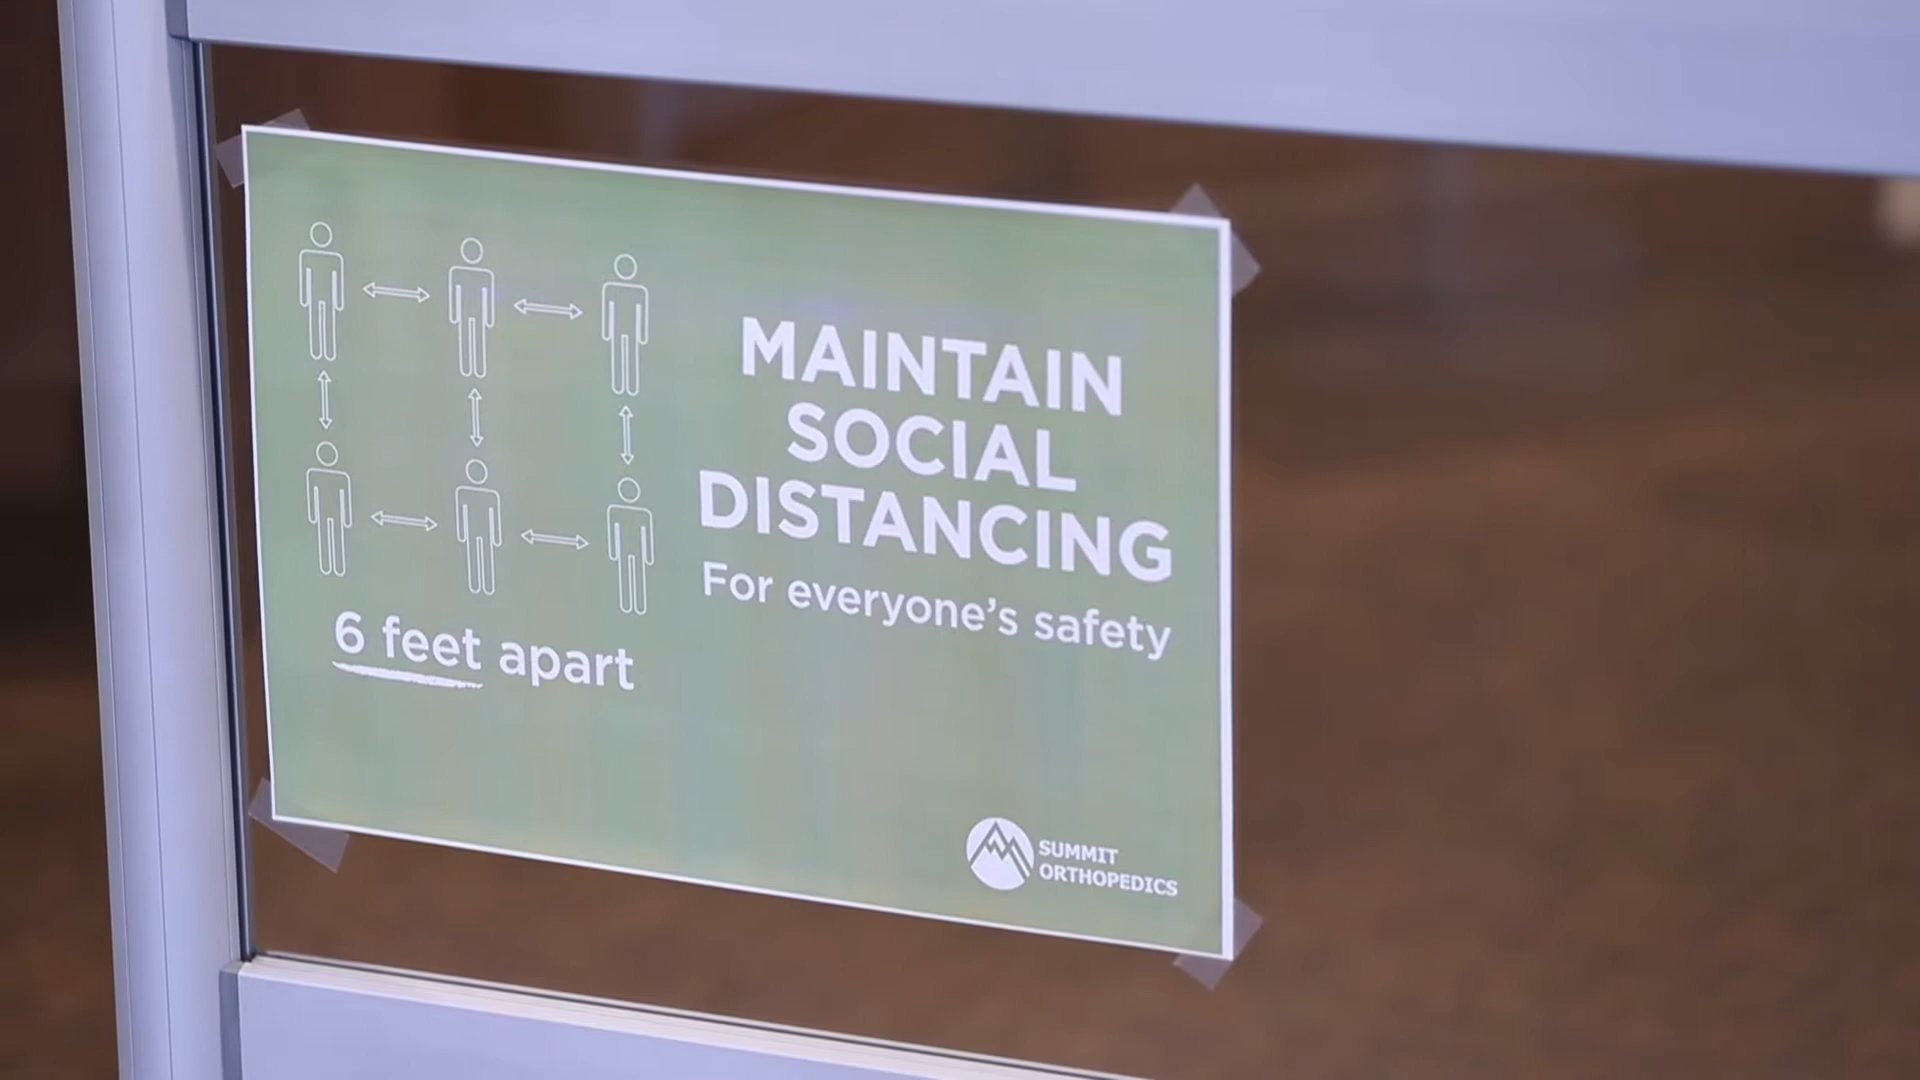 MAINTAIN
SOCIAL
DISTANCING
For everyone's safety
6 feet apart
SUMMIT
ORTHOPEDICS